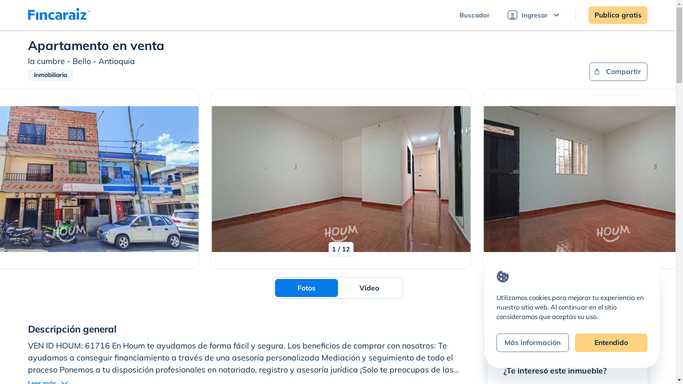 Fincaraiz
Buscador
Ingresar
Publica gratis
Apartamento en venta
la cumbre - Bello - Antioquia
Inmobiliaria
Compartir
HOUM
HOUM
HOUM
1 / 12
Fotos
Video
Descripción general
VEN ID HOUM: 61716 En Houm te ayudamos de forma fácil y segura. Los beneficios de comprar con nosotros: Te
ayudamos a conseguir financiamiento a través de una asesoría personalizada Mediación y seguimiento de todo el
proceso Ponemos a tu disposición profesionales en notariado, registro y asesoría jurídica ¡Solo te preocupas de las...
Leer más
Utilizamos cookies para mejorar tu experiencia en
nuestro sitio web. Al continuar en el sitio
consideramos que aceptas su uso.
Más información
Entendido
¿Te interesó este inmueble?